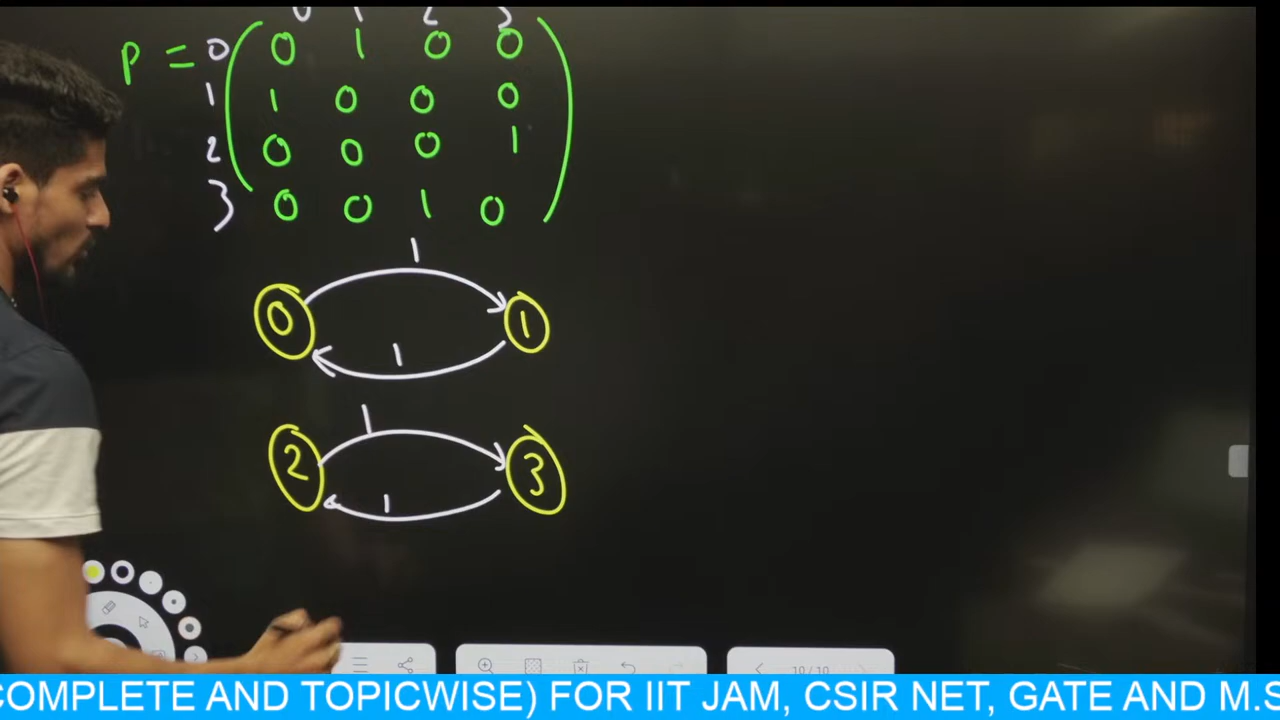 0 1 2 3
P = 0 ( 0 1 0 0 )
1 1 0 0 0
2 0 0 0 1
3 0 0 1 0
1
0 1
1
1
2 3
1
10/10
COMPLETE AND TOPICWISE) FOR IIT JAM, CSIR NET, GATE AND M.S